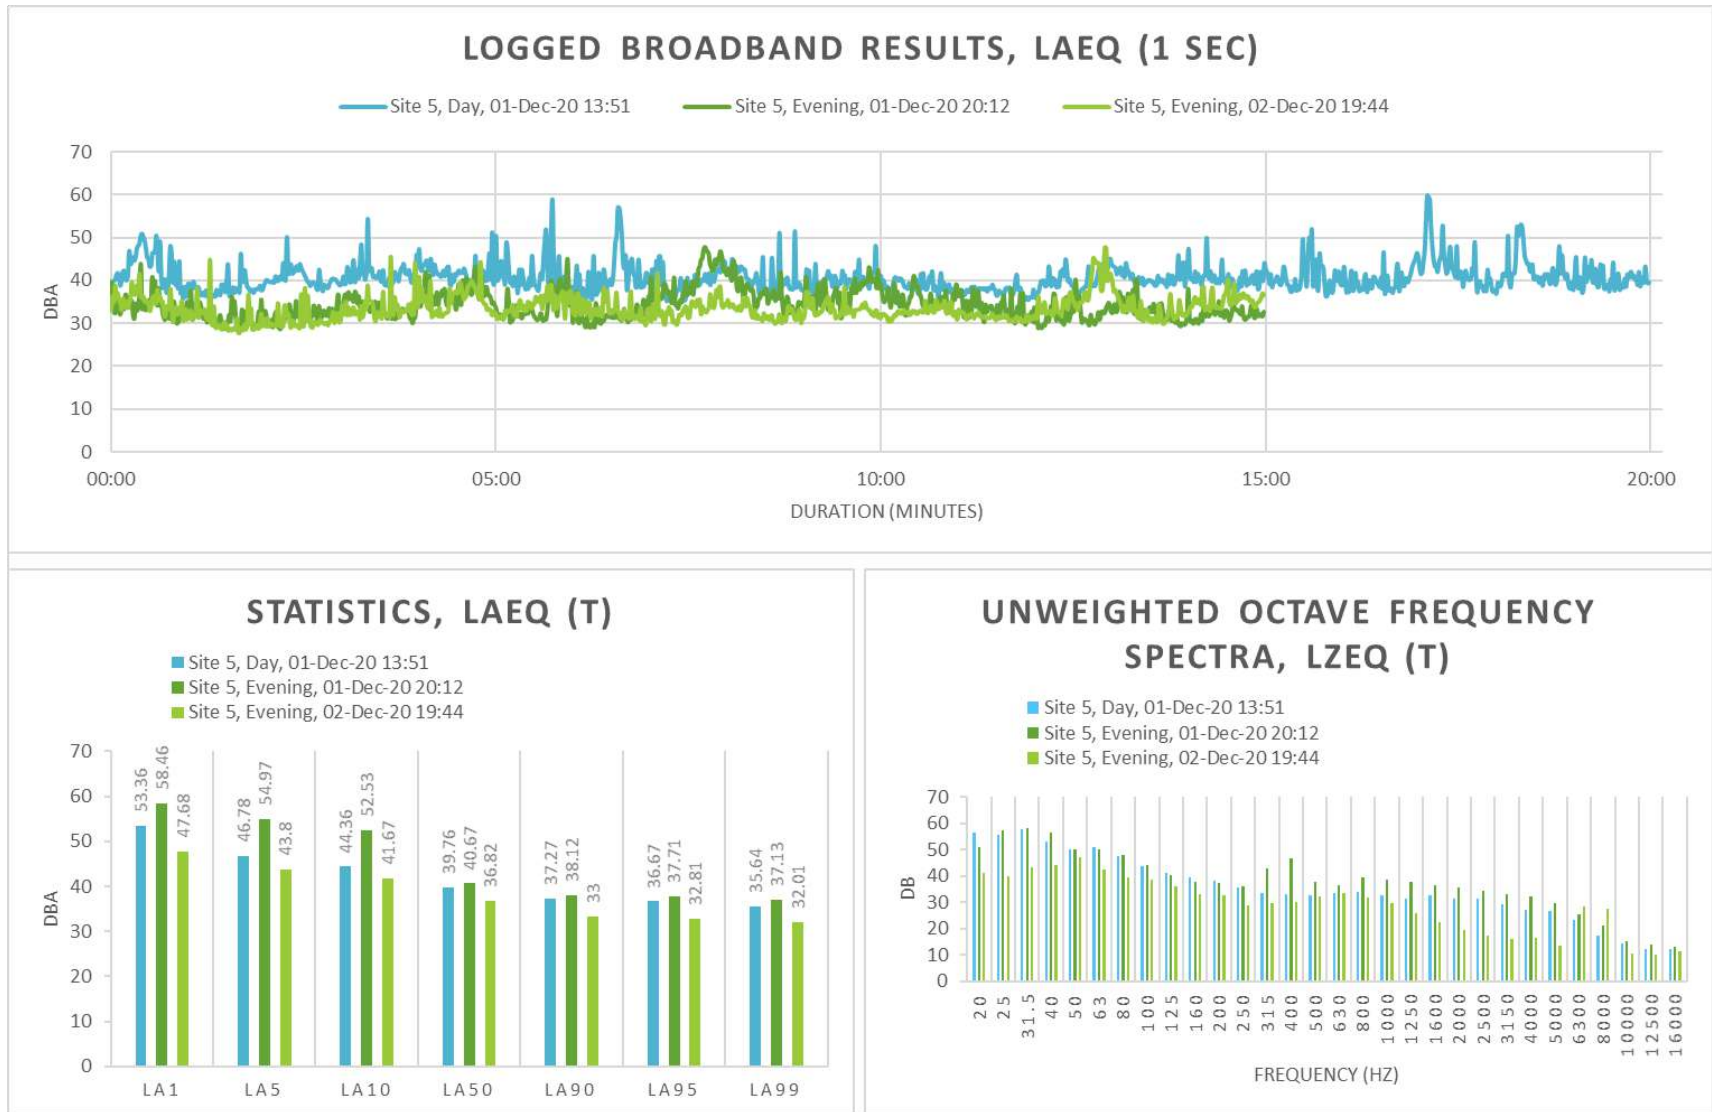 LOGGED BROADBAND RESULTS, LAEQ (1 SEC)
Site 5, Day, 01-Dec-20 13:51
Site 5, Evening, 01-Dec-20 20:12
Site 5, Evening, 02-Dec-20 19:44
70
60
50
40
30
20
10
0
DBA
00:00 05:00 10:00 15:00 20:00
DURATION (MINUTES)
STATISTICS, LAEQ (T)
Site 5, Day, 01-Dec-20 13:51
Site 5, Evening, 01-Dec-20 20:12
Site 5, Evening, 02-Dec-20 19:44
70
60
50
40
30
20
10
0
DBA
53.36 58.46 47.68
46.78 54.97 43.8
44.36 52.53 41.67
39.76 40.67 36.82
37.27 38.12 33
36.67 37.71 32.81
35.64 37.13 32.01
LA1 LA5 LA10 LA50 LA90 LA95 LA99
UNWEIGHTED OCTAVE FREQUENCY
SPECTRA, LZEQ (T)
Site 5, Day, 01-Dec-20 13:51
Site 5, Evening, 01-Dec-20 20:12
Site 5, Evening, 02-Dec-20 19:44
70
60
50
40
30
20
10
0
DB
20 25 31.5 40 50 63 80 100 125 160 200 250 315 400 500 630 800 1000 1250 1600 2000 2500 3150 4000 5000 6300 8000 10000 12500 16000
FREQUENCY (HZ)